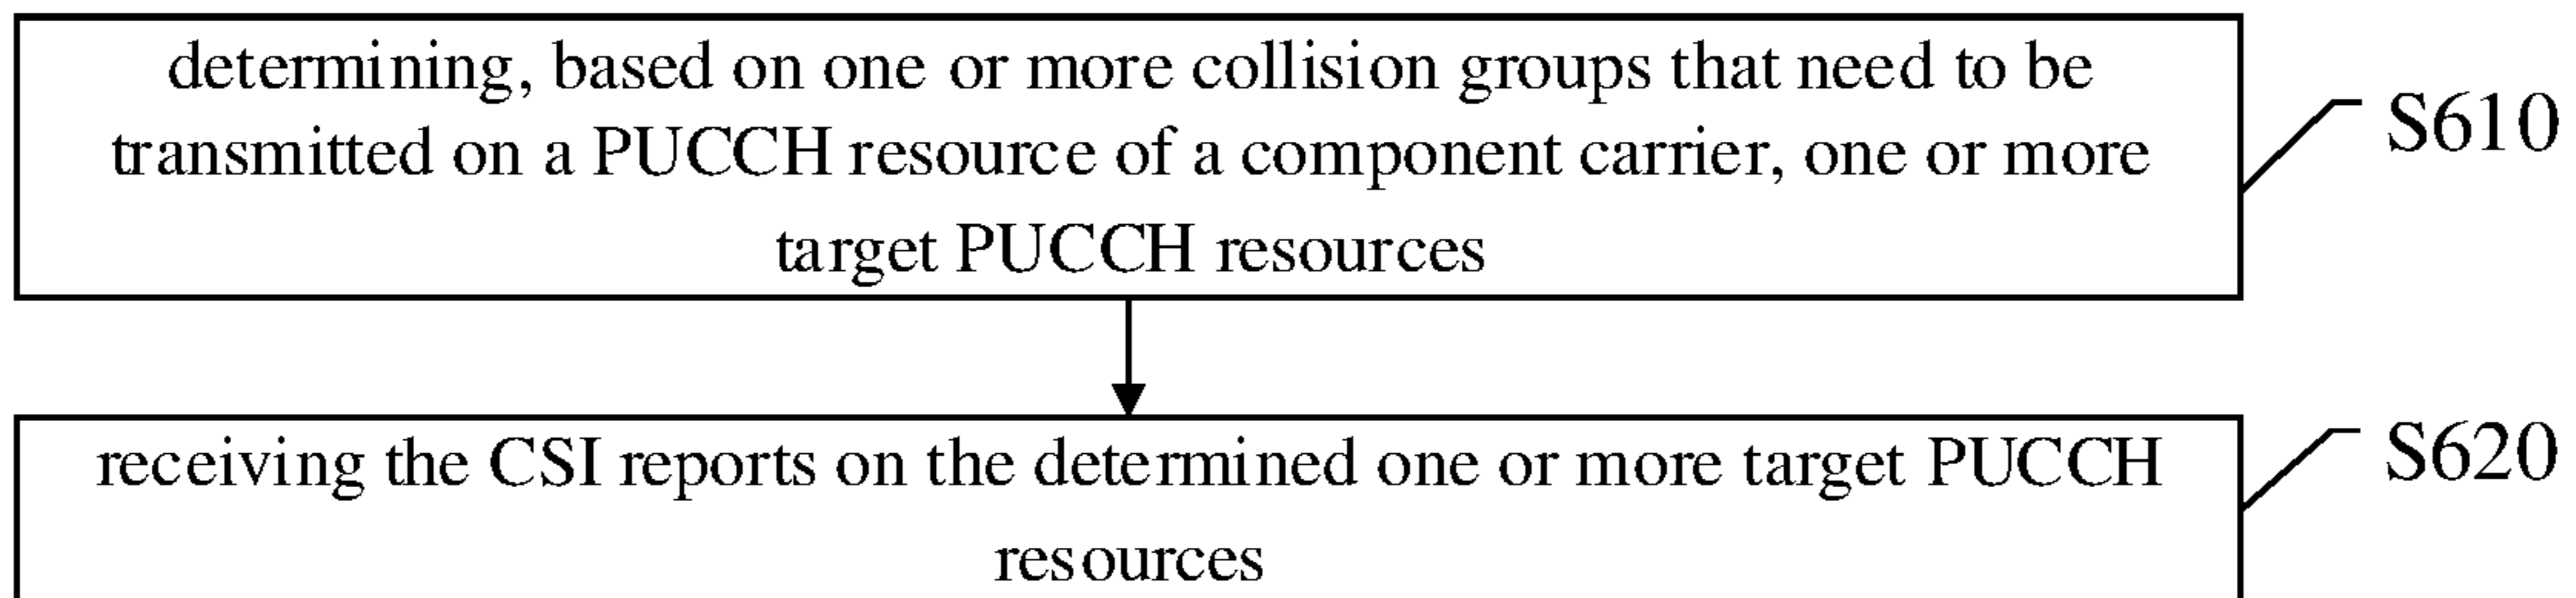 determining, based on one or more collision groups that need to be
transmitted on a PUCCH resource of a component carrier, one or more
target PUCCH resources
S610
receiving the CSI reports on the determined one or more target PUCCH
resources
S620